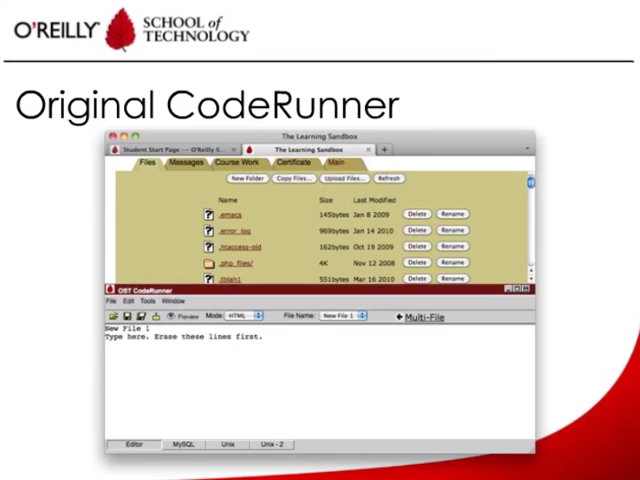 O'REILLY SCHOOL of
TECHNOLOGY
Original CodeRunner
The Learning Sandbox
Student Start Page --- O'Reilly S... The Learning Sandbox
Files Messages Course Work Certificate Main
New Folder Copy Files... Upload Files... Refresh
Name Size Last Modified
.emacs 145bytes Jan 8 2009 Delete Rename
.error_log 969bytes Jan 14 2010 Delete Rename
162bytes Oct 19 2009 Delete Rename
.php_files/ 4K Nov 12 2008 Delete Rename
551bytes Mar 16 2010 Delete Rename
OST CodeRunner
File Edit Tools Window
Preview Mode: HTML File Name: New File 1 Multi-File
New File 1
Type here. Erase these lines first.
Editor MySQL Unix Unix - 2